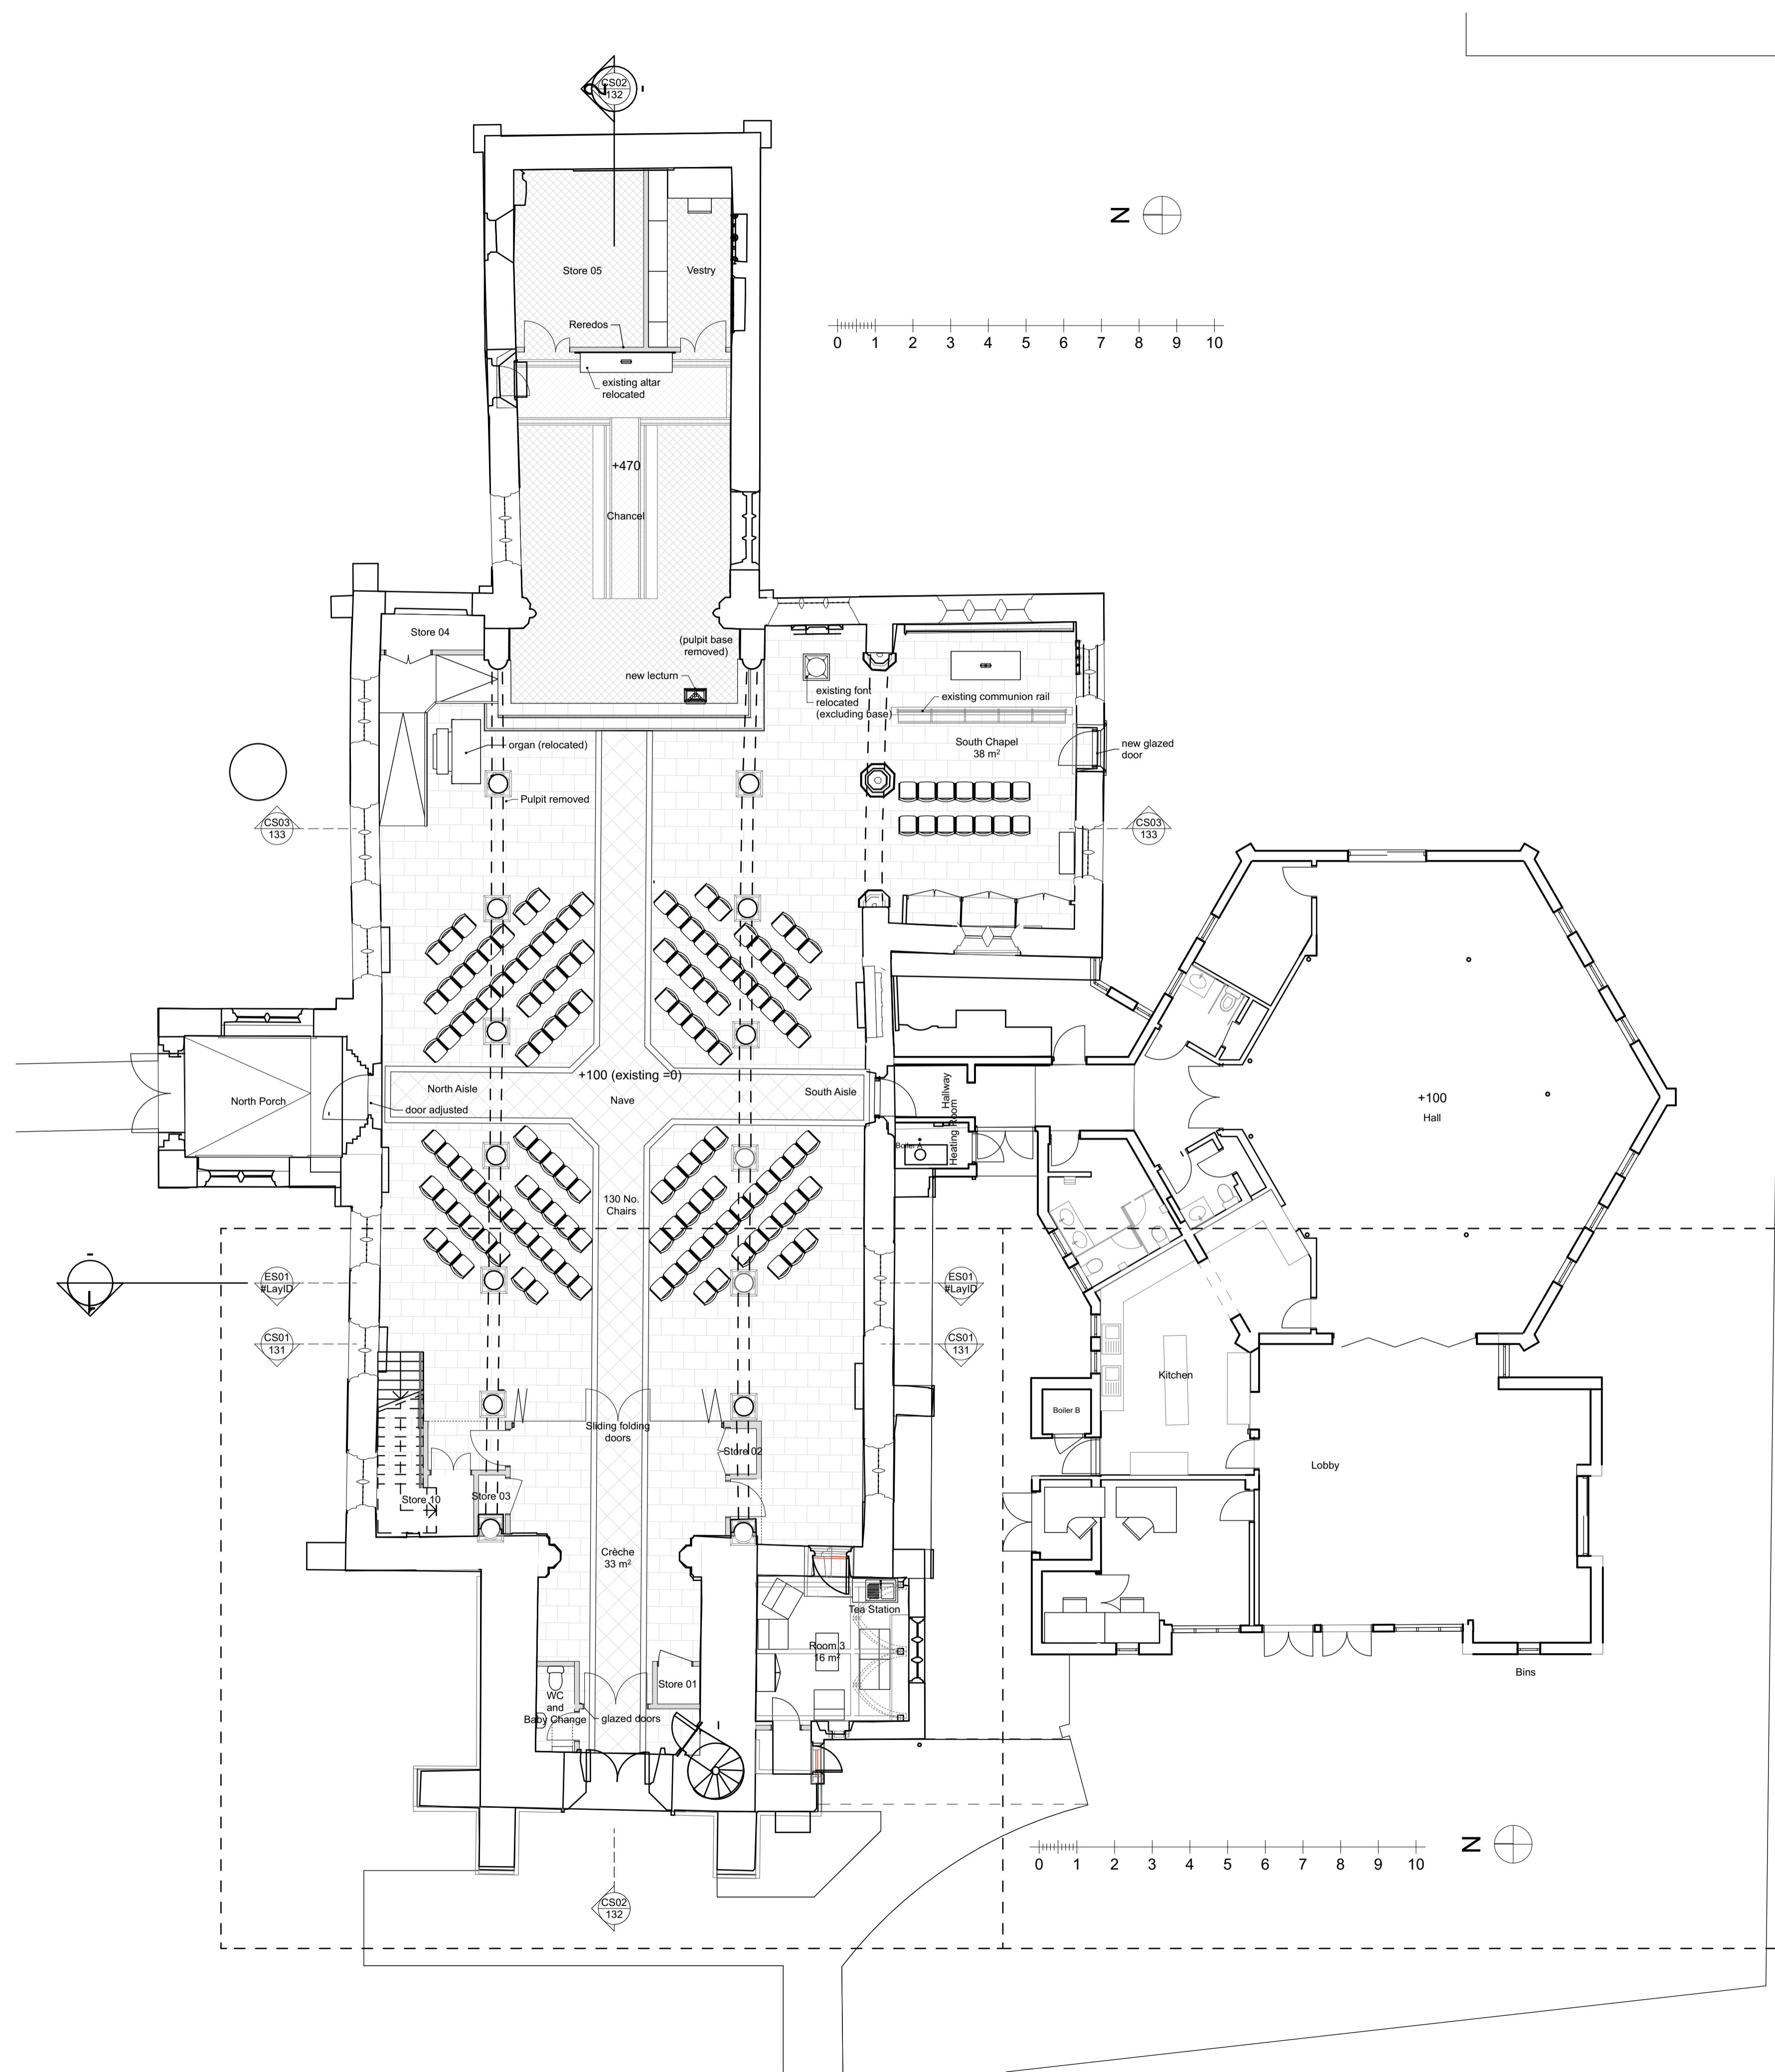 CS02
132
2
N
Store 05
Vestry
Reredos
0 1 2 3 4 5 6 7 8 9 10
existing altar
relocated
+470
Chancel
Store 04
(pulpit base
removed)
new lecturn
existing font
relocated
(excluding base)
existing communion rail
organ (relocated)
South Chapel
38 m²
new glazed
door
Pulpit removed
CS03
133
CS03
133
North Porch
North Aisle
door adjusted
+100 (existing =0)
Nave
South Aisle
Hallway
Heating Room
Boiler A
+100
Hall
130 No.
Chairs
1
ES01
#LayID
ES01
#LayID
CS01
131
CS01
131
Kitchen
Boiler B
Sliding folding
doors
Store 02
Lobby
Store 10
Store 03
Crèche
33 m²
Tea Station
Room 3
16 m²
Store 01
WC
and
Baby Change
glazed doors
Bins
N
0 1 2 3 4 5 6 7 8 9 10
CS02
132